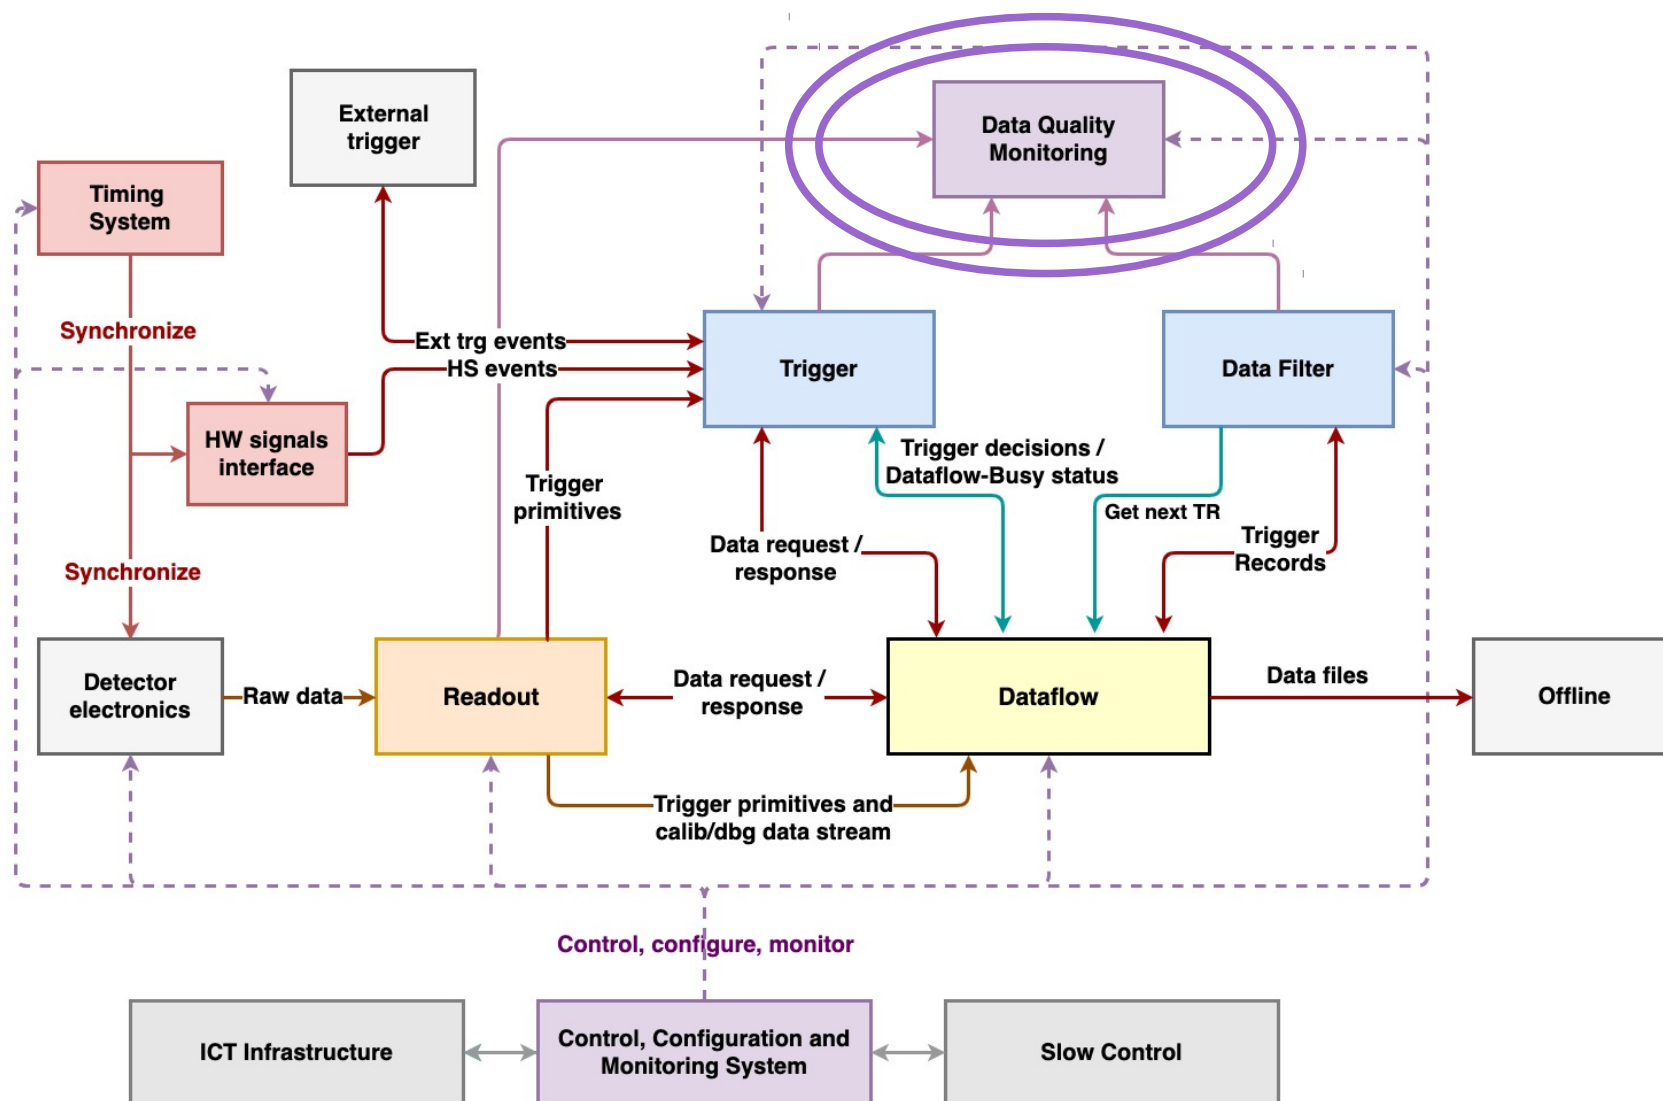 External
trigger
Data Quality
Monitoring
Timing
System
Synchronize
Ext trg events
HS events
Trigger
Data Filter
HW signals
interface
Trigger decisions /
Dataflow-Busy status
Trigger
primitives
Get next TR
Data request /
response
Trigger
Records
Synchronize
Detector
electronics
Raw data
Readout
Data request /
response
Dataflow
Data files
Offline
Trigger primitives and
calib/dbg data stream
Control, configure, monitor
ICT Infrastructure
Control, Configuration and
Monitoring System
Slow Control